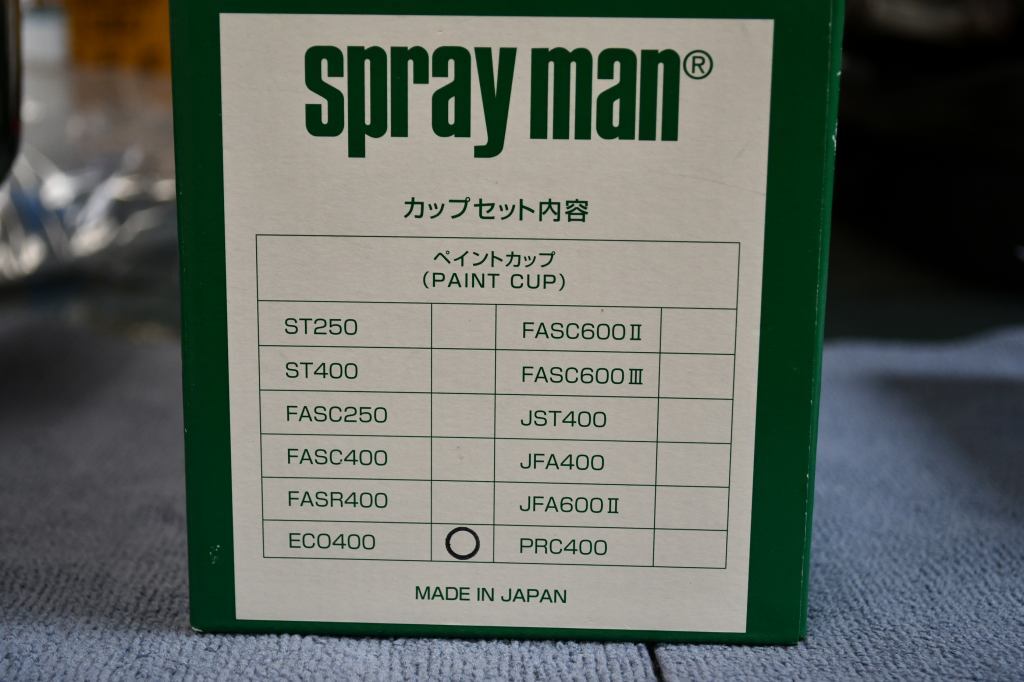 spray man®
カップセット内容
ペイントカップ
(PAINT CUP)
ST250 FASC600Ⅱ
ST400 FASC600Ⅲ
FASC250 JST400
FASC400 JFA400
FASR400 JFA600Ⅱ
ECO400 ○ PRC400
MADE IN JAPAN